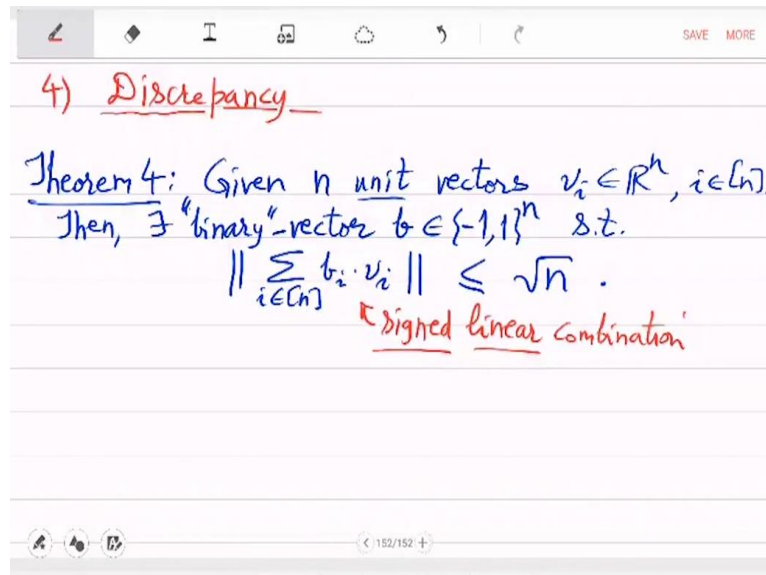 SAVE MORE
4) Discrepancy
Theorem 4: Given n unit vectors vᵢ ∈ ℝⁿ, i∈[n].
Then, ∃ "binary"-vector b ∈ {-1,1}ⁿ s.t.
|| Σ_{i∈[n]} bᵢ·vᵢ || ≤ √n .
signed linear combination
152/152